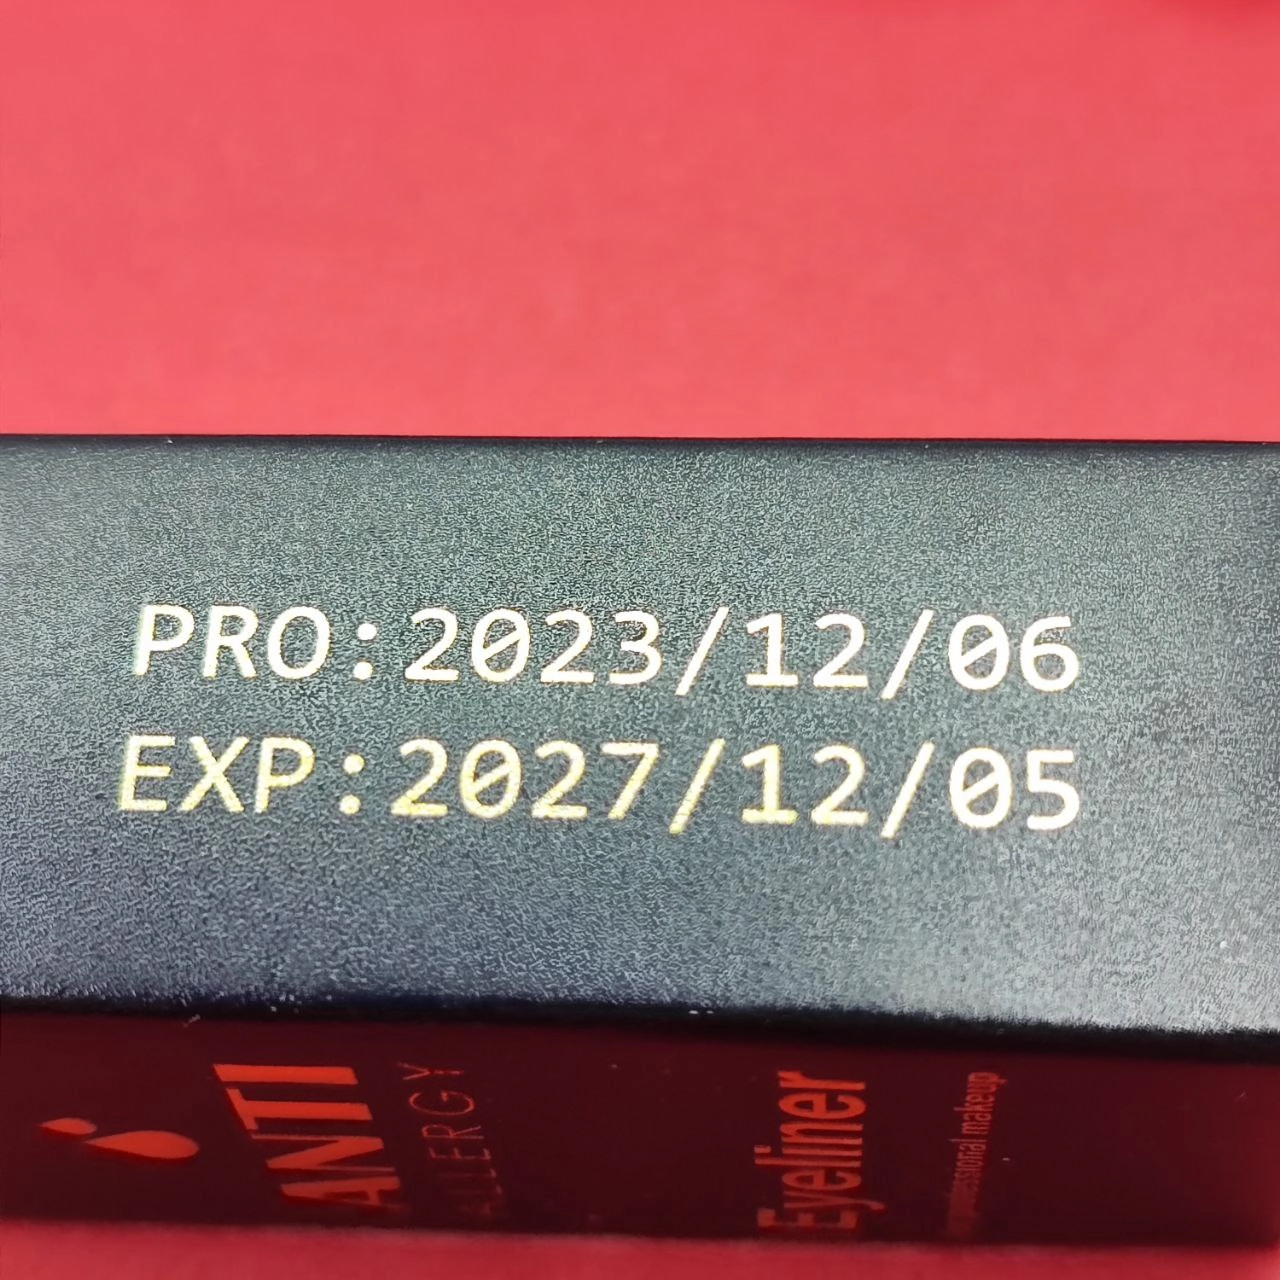 PRO:2023/12/06
EXP:2027/12/05
ANTI
ALLERGY
Eyeliner
professional makeup